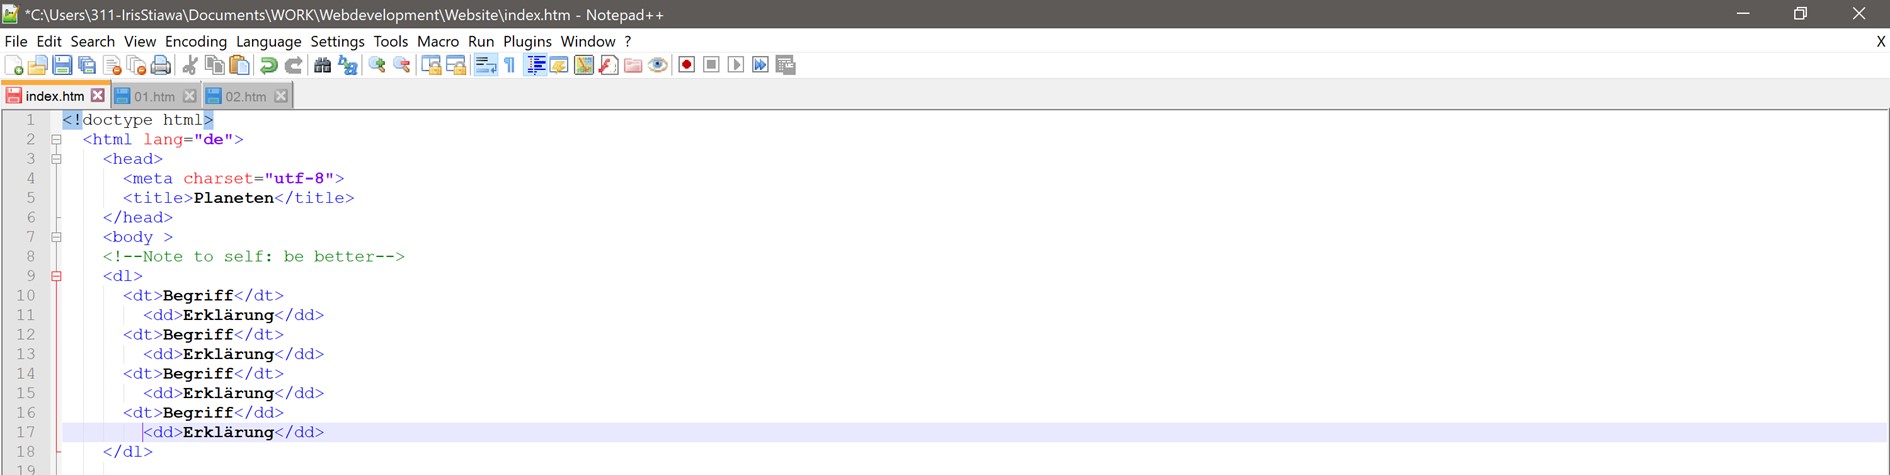 *C:\Users\311-IrisStiawa\Documents\WORK\Webdevelopment\Website\index.htm - Notepad++
File Edit Search View Encoding Language Settings Tools Macro Run Plugins Window ? X
index.htm 01.htm 02.htm
1 <!doctype html>
2 <html lang="de">
3 <head>
4 <meta charset="utf-8">
5 <title>Planeten</title>
6 </head>
7 <body >
8 <!--Note to self: be better-->
9 <dl>
10 <dt>Begriff</dt>
11 <dd>Erklärung</dd>
12 <dt>Begriff</dt>
13 <dd>Erklärung</dd>
14 <dt>Begriff</dt>
15 <dd>Erklärung</dd>
16 <dt>Begriff</dd>
17 <dd>Erklärung</dd>
18 </dl>
19